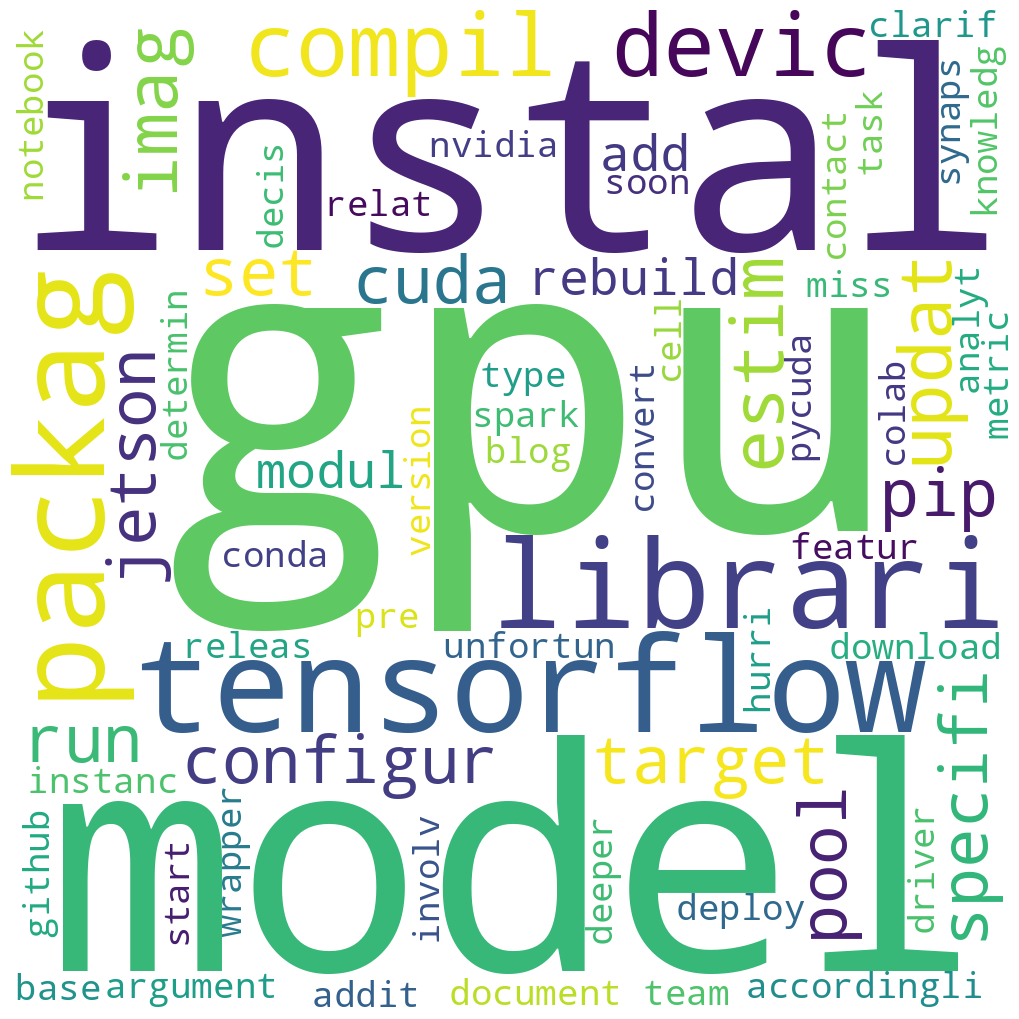 clarif
compil
devic
instal
imag
notebook
nvidia
add
soon
decis
relat
contact
task
synaps
knowledg
set
cuda
rebuild
miss
packag
gpu
estim
updat
analyt
metric
determin
jetson
cell
type
spark
blog
convert
pycuda
colab
version
modul
pip
conda
librari
featur
pre
releas
unfortun
hurri
download
tensorflow
run
configur
target
specifi
instanc
model
github
start
wrapper
involv
deeper
deploy
pool
driver
base
argument
addit
document
team
accordingli